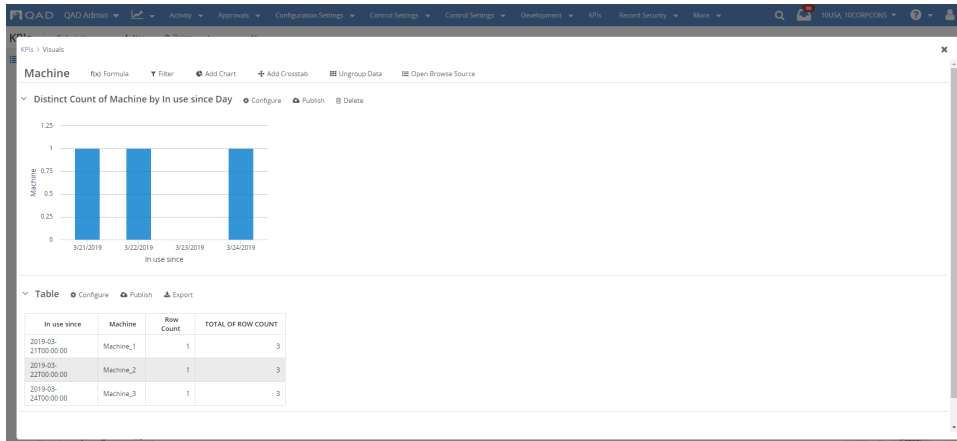 QAD QAD Admin Activity Approvals Configuration Settings Control Settings Control Settings Development KPIs Record Security More 10USA, 10CORPCONS
KPIs > Visuals
Machine f(x) Formula Filter Add Chart Add Crosstab Ungroup Data Open Browse Source
Distinct Count of Machine by In use since Day Configure Publish Delete
1.25
1
0.75
0.5
0.25
0
Machine
3/21/2019 3/22/2019 3/23/2019 3/24/2019
In use since
Table Configure Publish Export
In use since Machine Row Count TOTAL OF ROW COUNT
2019-03-21T00:00:00 Machine_1 1 3
2019-03-22T00:00:00 Machine_2 1 3
2019-03-24T00:00:00 Machine_3 1 3